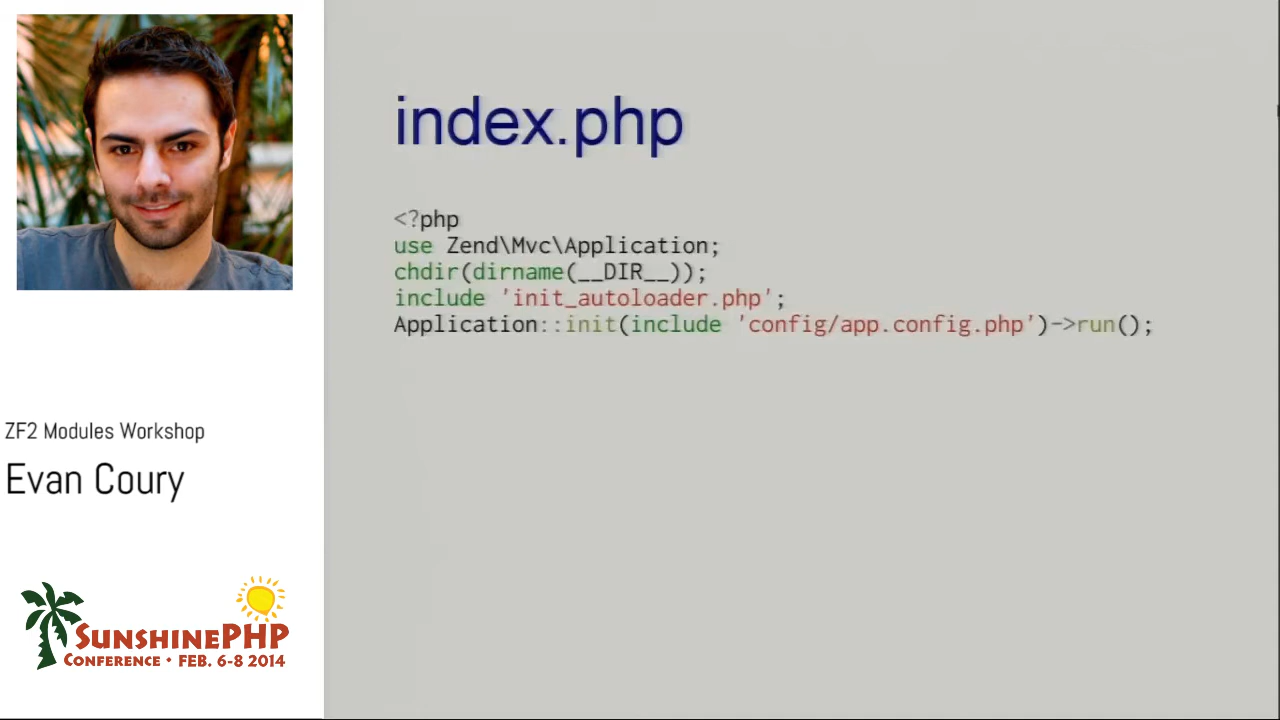 index.php
<?php
use Zend\Mvc\Application;
chdir(dirname(__DIR__));
include 'init_autoloader.php';
Application::init(include 'config/app.config.php')->run();
ZF2 Modules Workshop
Evan Coury
SUNSHINEPHP
CONFERENCE • FEB. 6-8 2014